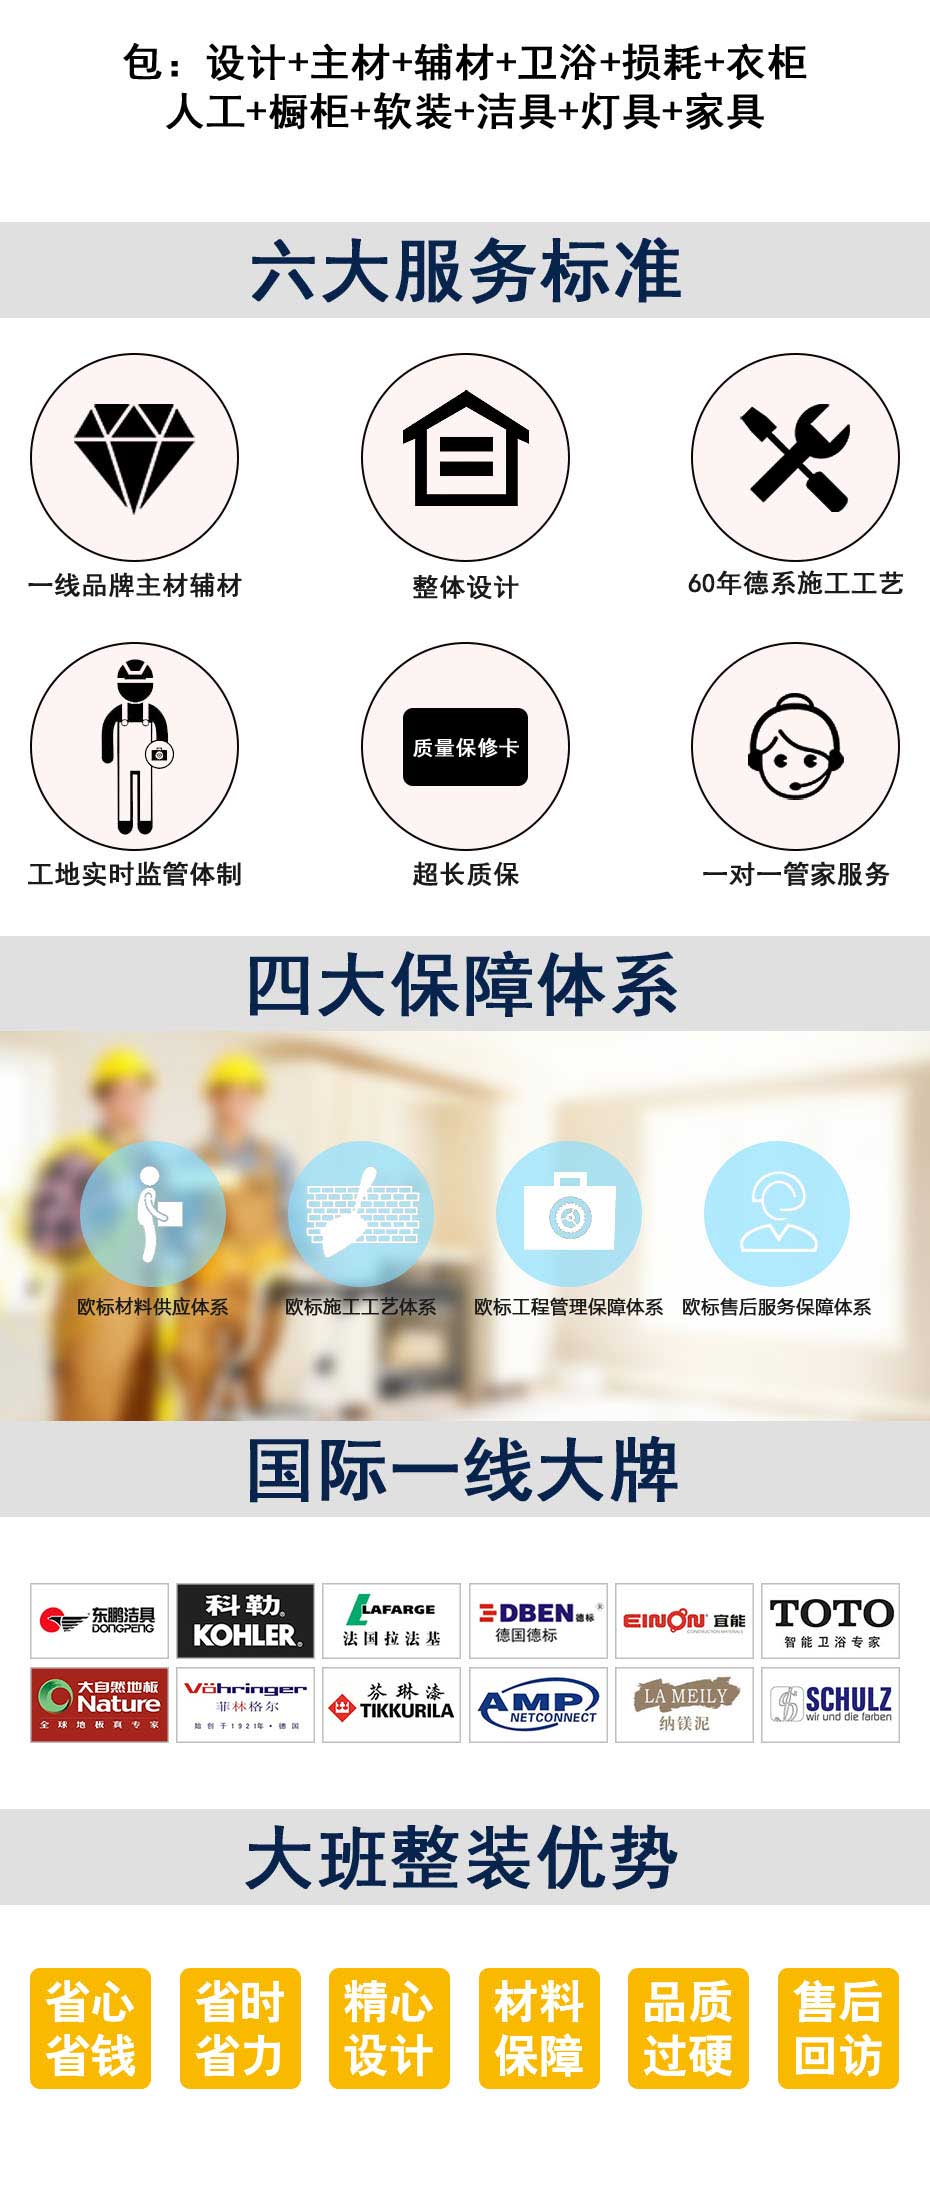 包：设计+主材+辅材+卫浴+损耗+衣柜
人工+橱柜+软装+洁具+灯具+家具
六大服务标准
一线品牌主材辅材
整体设计
60年德系施工工艺
质量保修卡
工地实时监管体制
超长质保
一对一管家服务
四大保障体系
欧标材料供应体系
欧标施工工艺体系
欧标工程管理保障体系
欧标售后服务保障体系
国际一线大牌
东鹏洁具
DONGPENG
科勒®
KOHLER®
LAFARGE
法国拉法基
DBEN德标®
德国德标
EINON®宜能
CONSTRUCTION MATERIALS
TOTO
智能卫浴专家
大自然地板
Nature
全球地板真专家
Vöhringer
菲林格尔
始创于1921年·德国
芬琳漆
TIKKURILA
AMP
NETCONNECT
LA MEILY
纳镁泥
SCHULZ
wir und die farben
大班整装优势
省心
省钱
省时
省力
精心
设计
材料
保障
品质
过硬
售后
回访